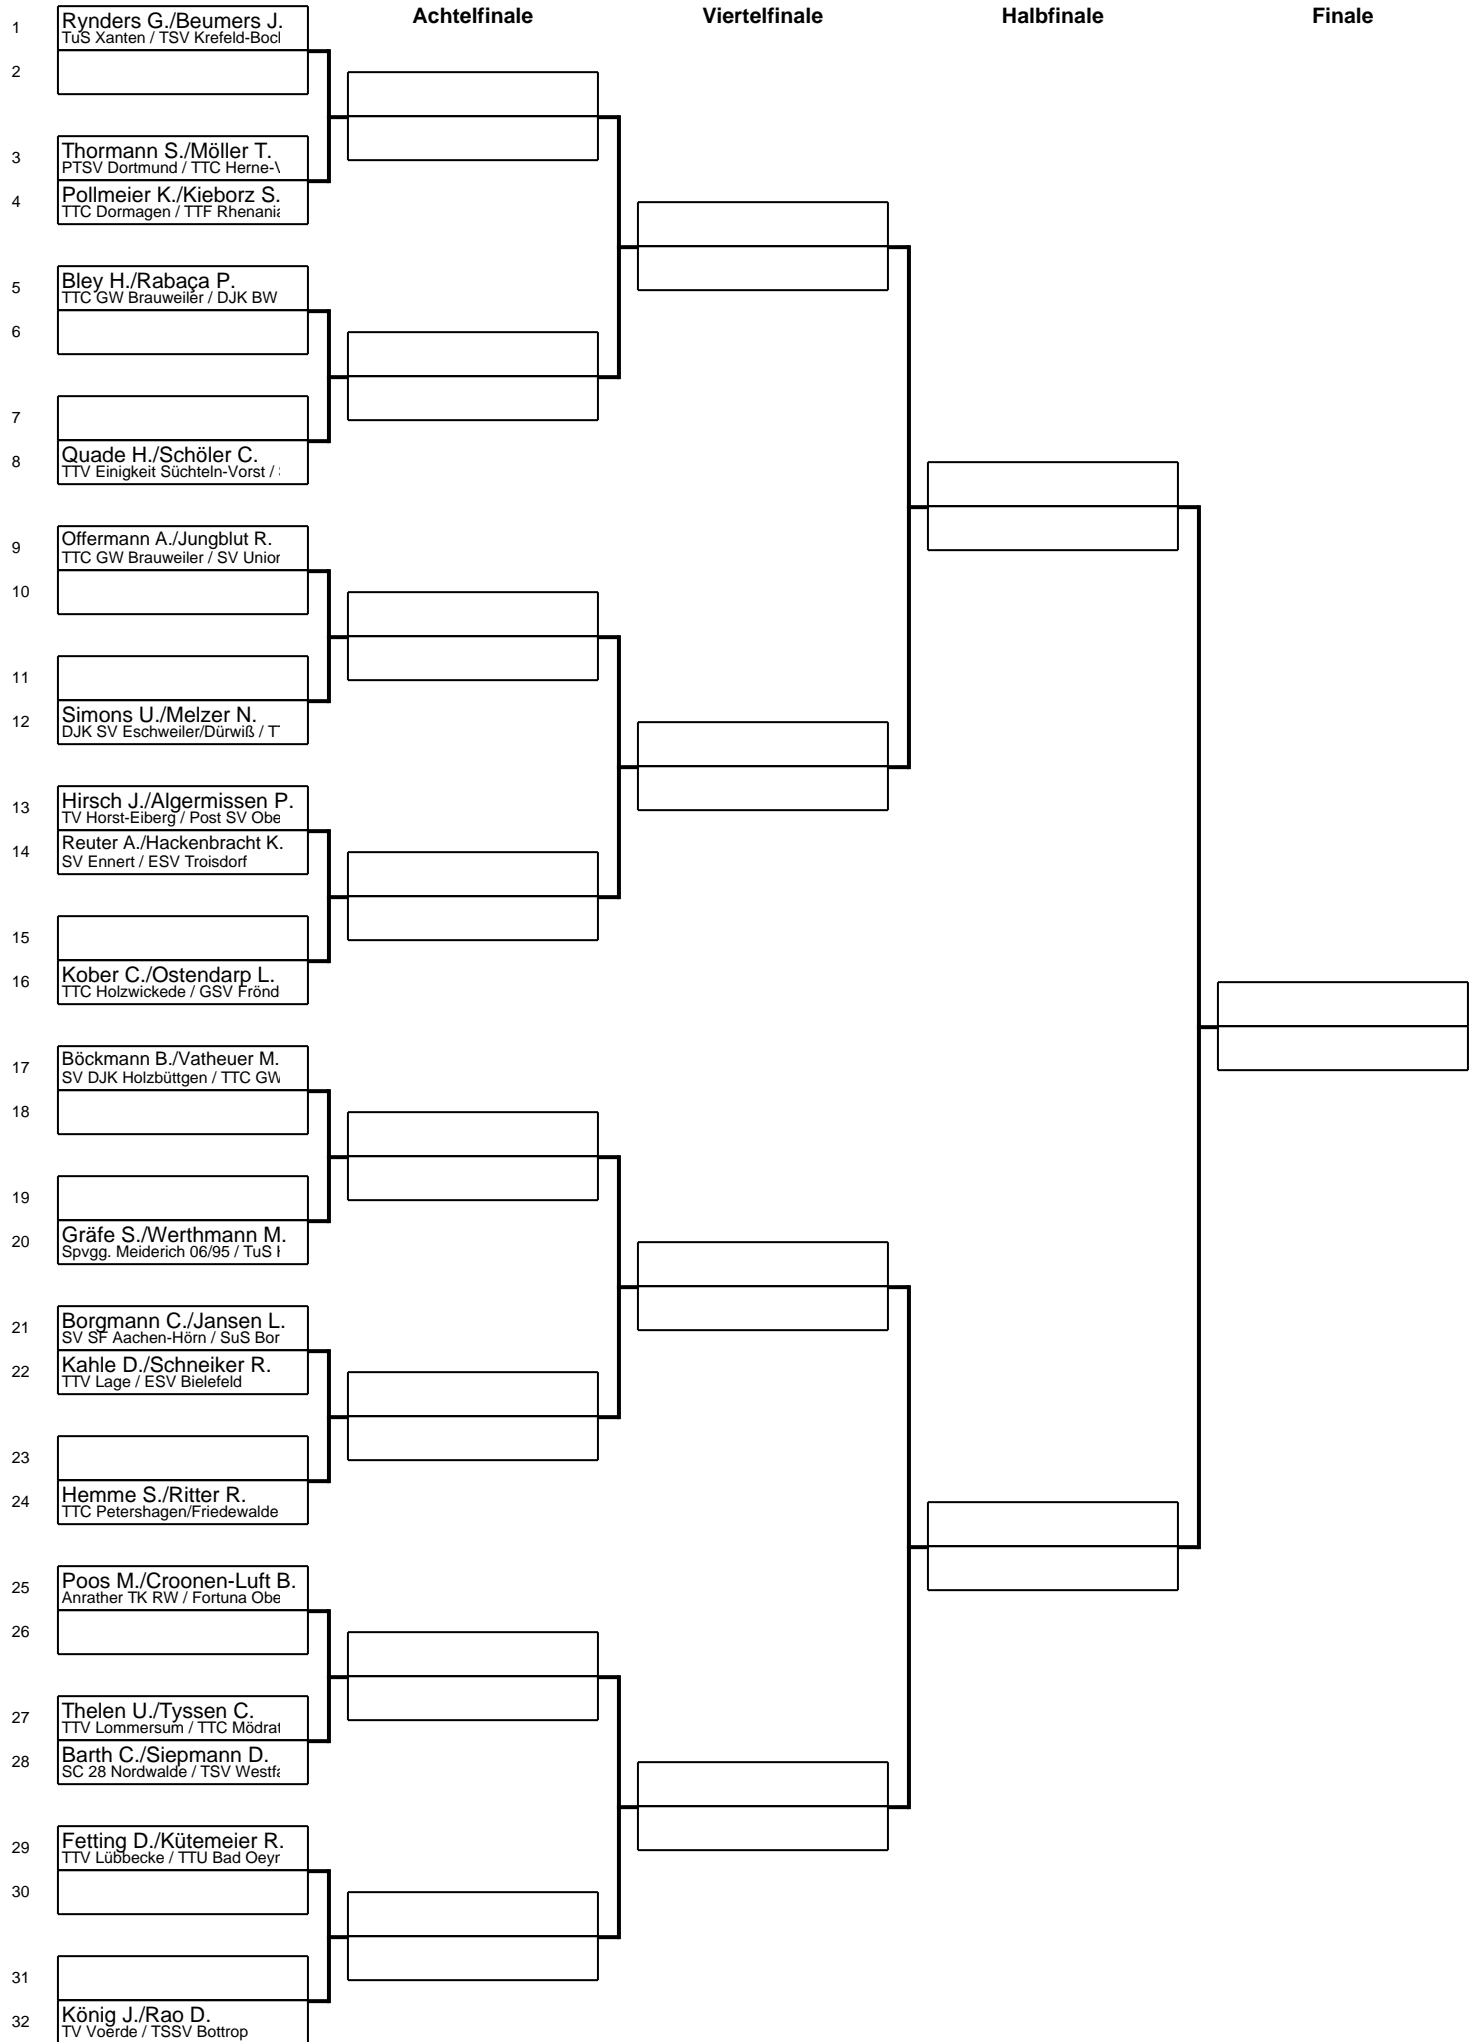 Achtelfinale Viertelfinale Halbfinale Finale
1 Rynders G./Beumers J.
TuS Xanten / TSV Krefeld-Bocl
2
3 Thormann S./Möller T.
PTSV Dortmund / TTC Herne-\
4 Pollmeier K./Kieborz S.
TTC Dormagen / TTF Rhenania
5 Bley H./Rabaça P.
TTC GW Brauweiler / DJK BW
6
7
8 Quade H./Schöler C.
TTV Einigkeit Süchteln-Vorst /
9 Offermann A./Jungblut R.
TTC GW Brauweiler / SV Union
10
11
12 Simons U./Melzer N.
DJK SV Eschweiler/Dürwiß / T
13 Hirsch J./Algermissen P.
TV Horst-Eiberg / Post SV Obe
14 Reuter A./Hackenbracht K.
SV Ennert / ESV Troisdorf
15
16 Kober C./Ostendarp L.
TTC Holzwickede / GSV Frönd
17 Böckmann B./Vatheuer M.
SV DJK Holzbüttgen / TTC GW
18
19
20 Gräfe S./Werthmann M.
Spvgg. Meiderich 06/95 / TuS
21 Borgmann C./Jansen L.
SV SF Aachen-Hörn / SuS Bor
22 Kahle D./Schneiker R.
TTV Lage / ESV Bielefeld
23
24 Hemme S./Ritter R.
TTC Petershagen/Friedewalde
25 Poos M./Croonen-Luft B.
Anrather TK RW / Fortuna Obe
26
27 Thelen U./Tyssen C.
TTV Lommersum / TTC Mödrat
28 Barth C./Siepmann D.
SC 28 Nordwalde / TSV Westfa
29 Fetting D./Kütemeier R.
TTV Lübbecke / TTU Bad Oeyn
30
31
32 König J./Rao D.
TV Voerde / TSSV Bottrop